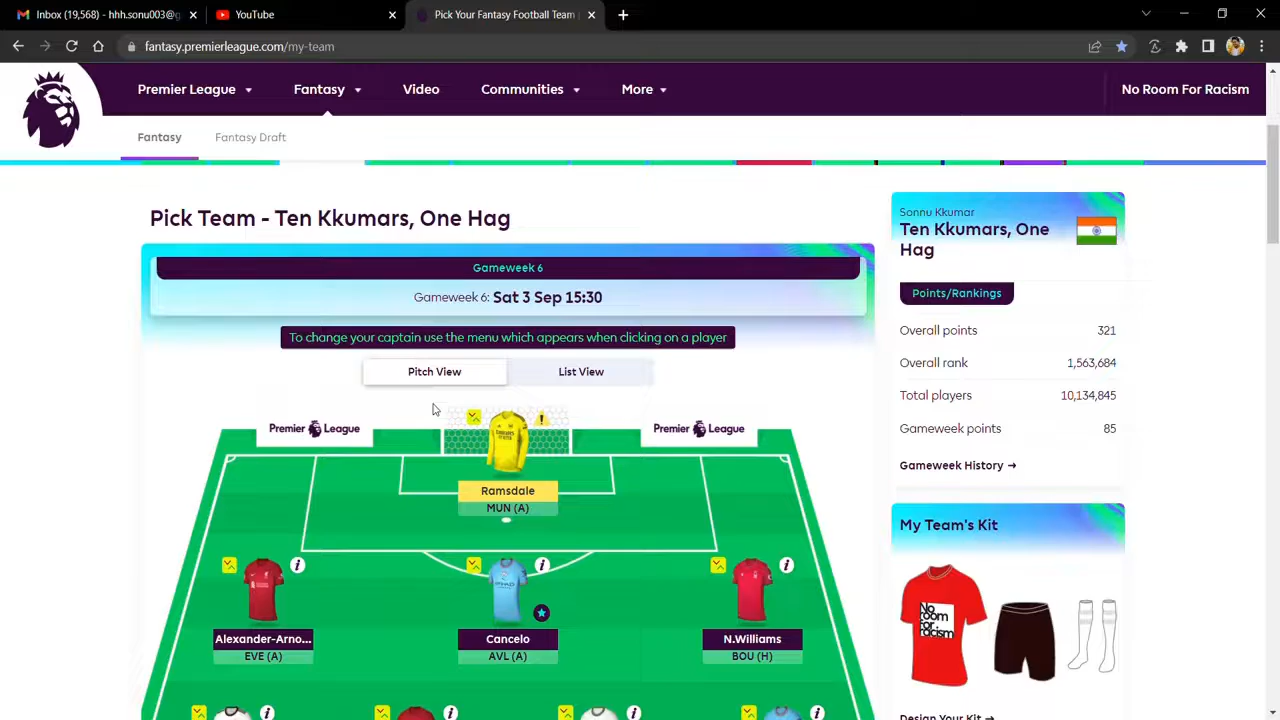 Inbox (19,568) - hhh.sonu003@g
YouTube
Pick Your Fantasy Football Team
fantasy.premierleague.com/my-team
Premier League
Fantasy
Video
Communities
More
No Room For Racism
Fantasy
Fantasy Draft
Pick Team - Ten Kkumars, One Hag
Gameweek 6
Gameweek 6: Sat 3 Sep 15:30
To change your captain use the menu which appears when clicking on a player
Pitch View
List View
Premier League
Premier League
Ramsdale
MUN (A)
Alexander-Arno...
EVE (A)
Cancelo
AVL (A)
N.Williams
BOU (H)
Sonnu Kkumar
Ten Kkumars, One
Hag
Points/Rankings
Overall points 321
Overall rank 1,563,684
Total players 10,134,845
Gameweek points 85
Gameweek History →
My Team's Kit
No
Room
For
Racism
Design Your Kit →